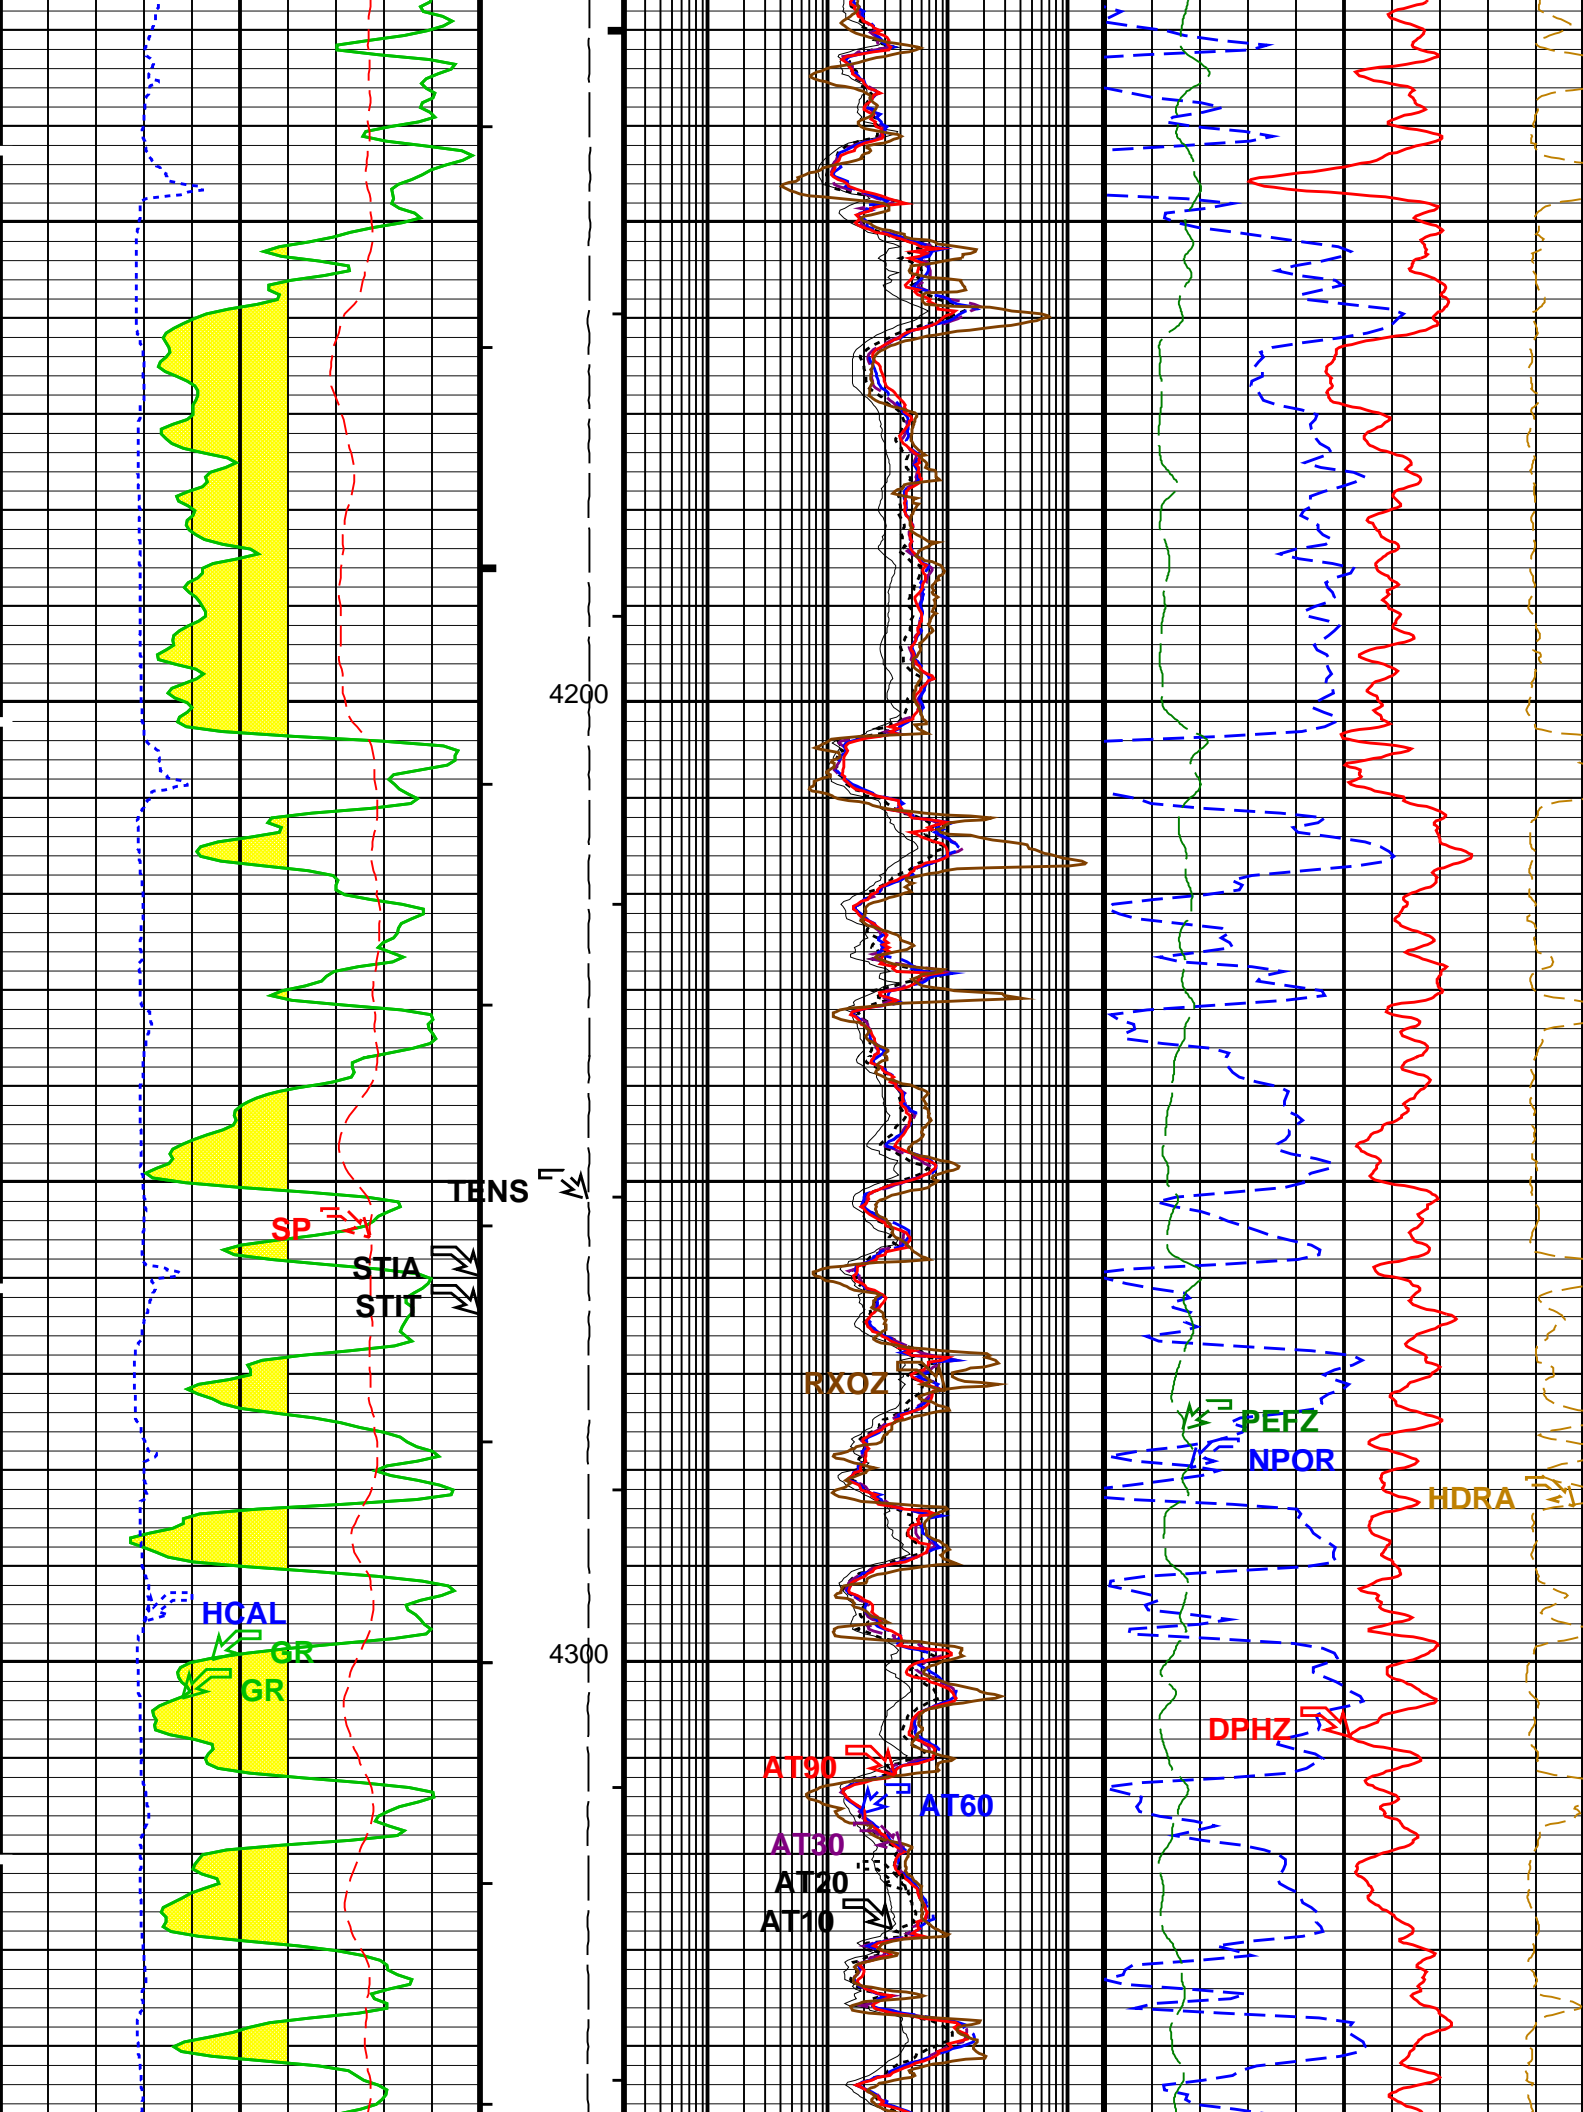 4200
TENS
SP
STIA
STIT
RXOZ
PEFZ
NPOR
HDRA
HCAL
GR
4300
GR
DPHZ
AT90
AT60
AT30
AT20
AT10